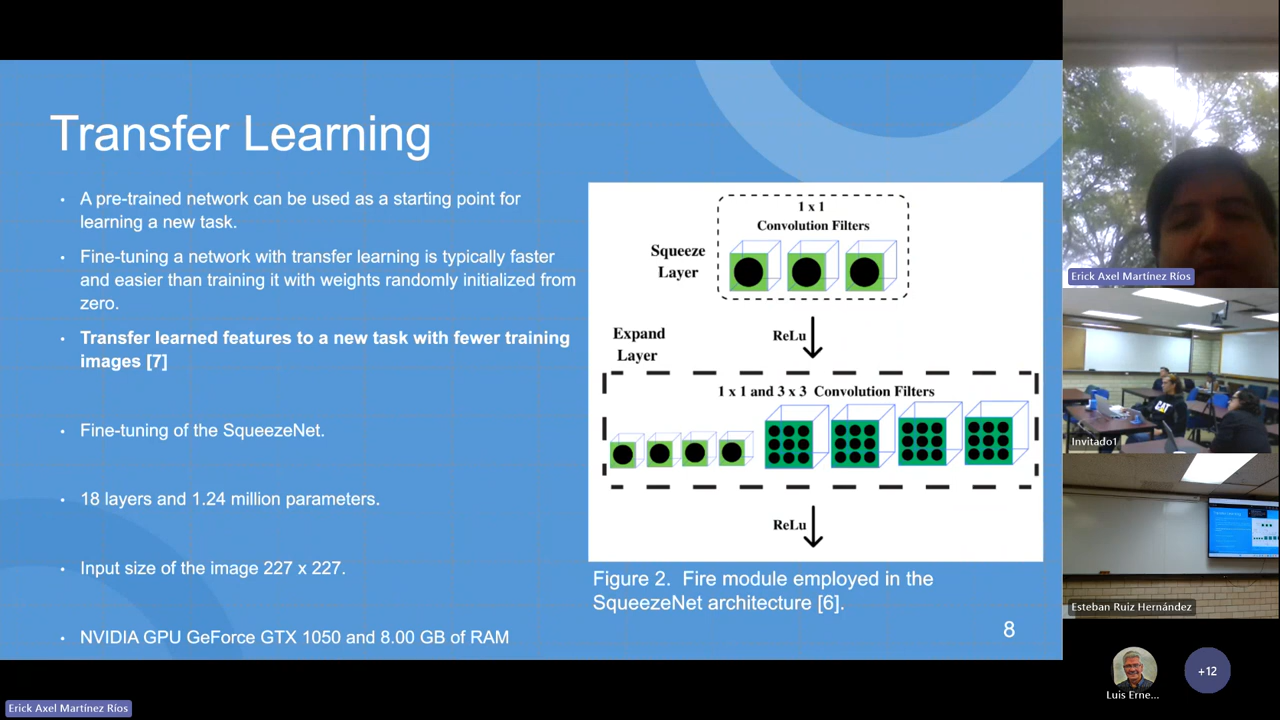 Transfer Learning
A pre-trained network can be used as a starting point for
learning a new task.
Fine-tuning a network with transfer learning is typically faster
and easier than training it with weights randomly initialized from
zero.
Transfer learned features to a new task with fewer training
images [7]
Fine-tuning of the SqueezeNet.
18 layers and 1.24 million parameters.
Input size of the image 227 x 227.
NVIDIA GPU GeForce GTX 1050 and 8.00 GB of RAM
1 x 1
Convolution Filters
Squeeze
Layer
ReLu
Expand
Layer
1 x 1 and 3 x 3 Convolution Filters
ReLu
Figure 2. Fire module employed in the
SqueezeNet architecture [6].
8
Erick Axel Martínez Ríos
CAT
Invitado1
Esteban Ruiz Hernández
Luis Erne...
+12
Erick Axel Martínez Ríos